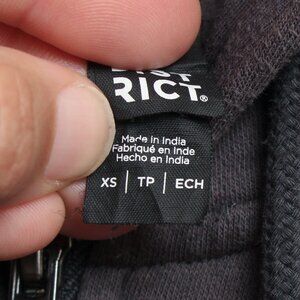 RICT®
Made in India
Fabriqué en Inde
Hecho en India
XS | TP | ECH